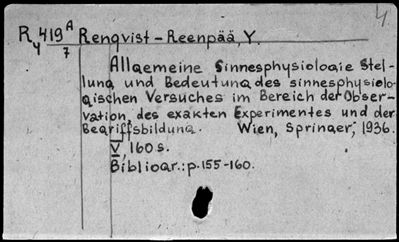 4.
R 419 A Renqvist-Reenpää, Y.
y 7
Allgemeine Sinnesphysiologie Stel-
lung und Bedeutung des sinnesphysiolo-
gischen Versuches im Bereich der Obser-
vation, des exakten Experimentes und der
Begriffsbildung. Wien, Springer, 1936.
V, 160 s.
Bibliogr.: p. 155-160.